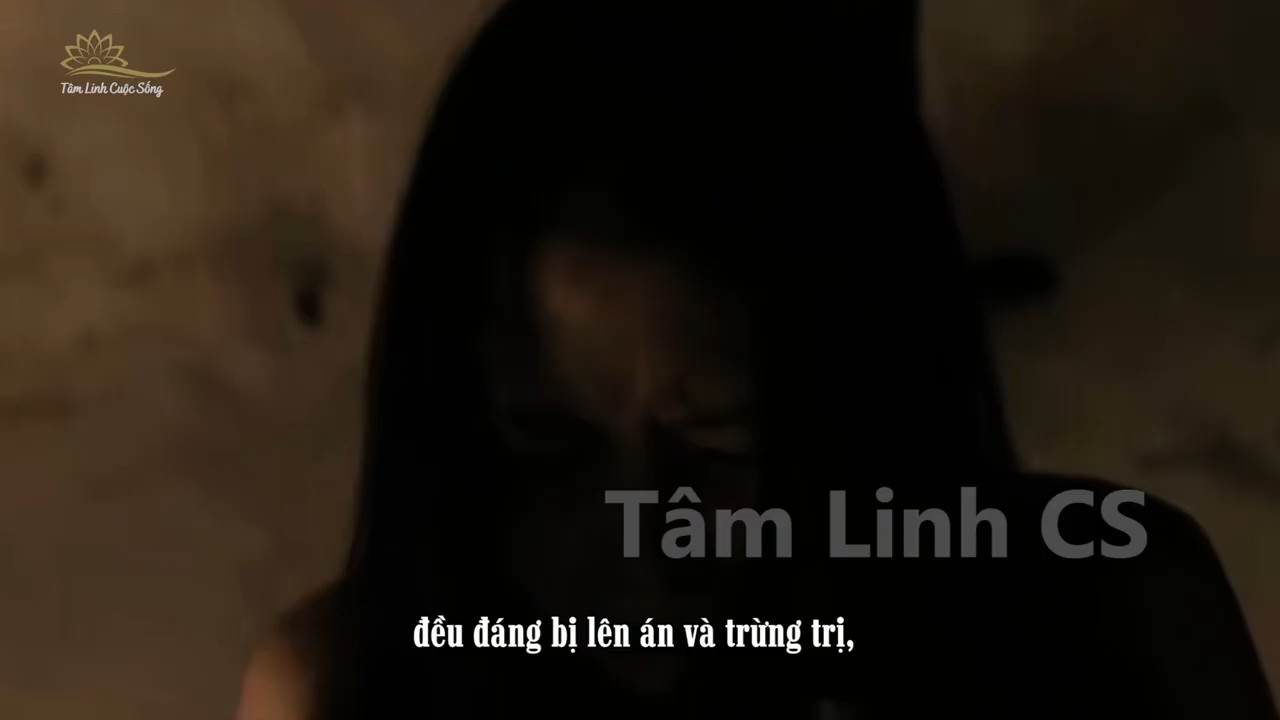 Tâm Linh Cuộc Sống
Tâm Linh CS
đều đáng bị lên án và trừng trị,